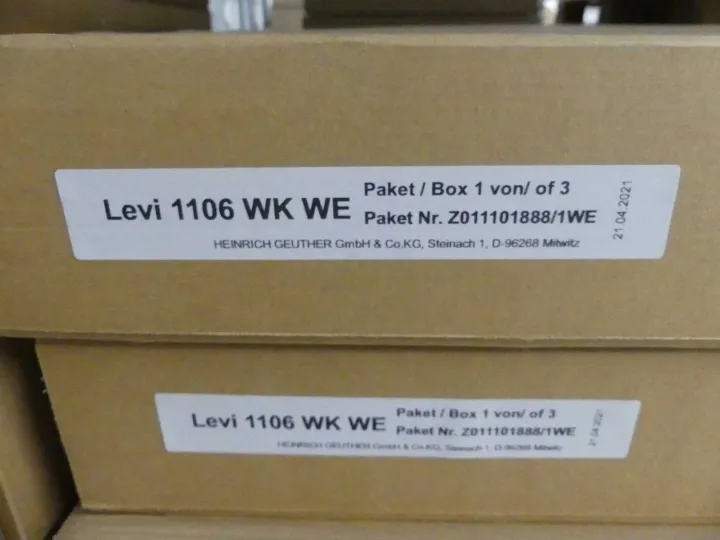 Levi 1106 WK WE
Paket / Box 1 von/ of 3
Paket Nr. Z011101888/1WE
HEINRICH GEUTHER GmbH & Co.KG, Steinach 1, D-96268 Mitwitz
21.04.2021
Levi 1106 WK WE
Paket / Box 1 von/ of 3
Paket Nr. Z011101888/1WE
HEINRICH GEUTHER GmbH & Co.KG, Steinach 1, D-96268 Mitwitz
21.04.2021